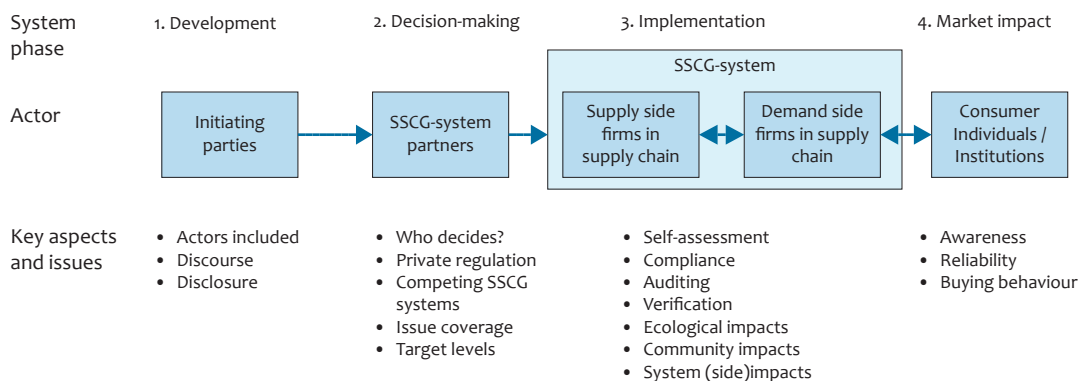 System
phase
1. Development
2. Decision-making
3. Implementation
4. Market impact
SSCG-system
Actor
Initiating
parties
SSCG-system
partners
Supply side
firms in
supply chain
Demand side
firms in supply
chain
Consumer
Individuals /
Institutions
Key aspects
and issues
• Actors included
• Discourse
• Disclosure
• Who decides?
• Private regulation
• Competing SSCG
systems
• Issue coverage
• Target levels
• Self-assessment
• Compliance
• Auditing
• Verification
• Ecological impacts
• Community impacts
• System (side)impacts
• Awareness
• Reliability
• Buying behaviour